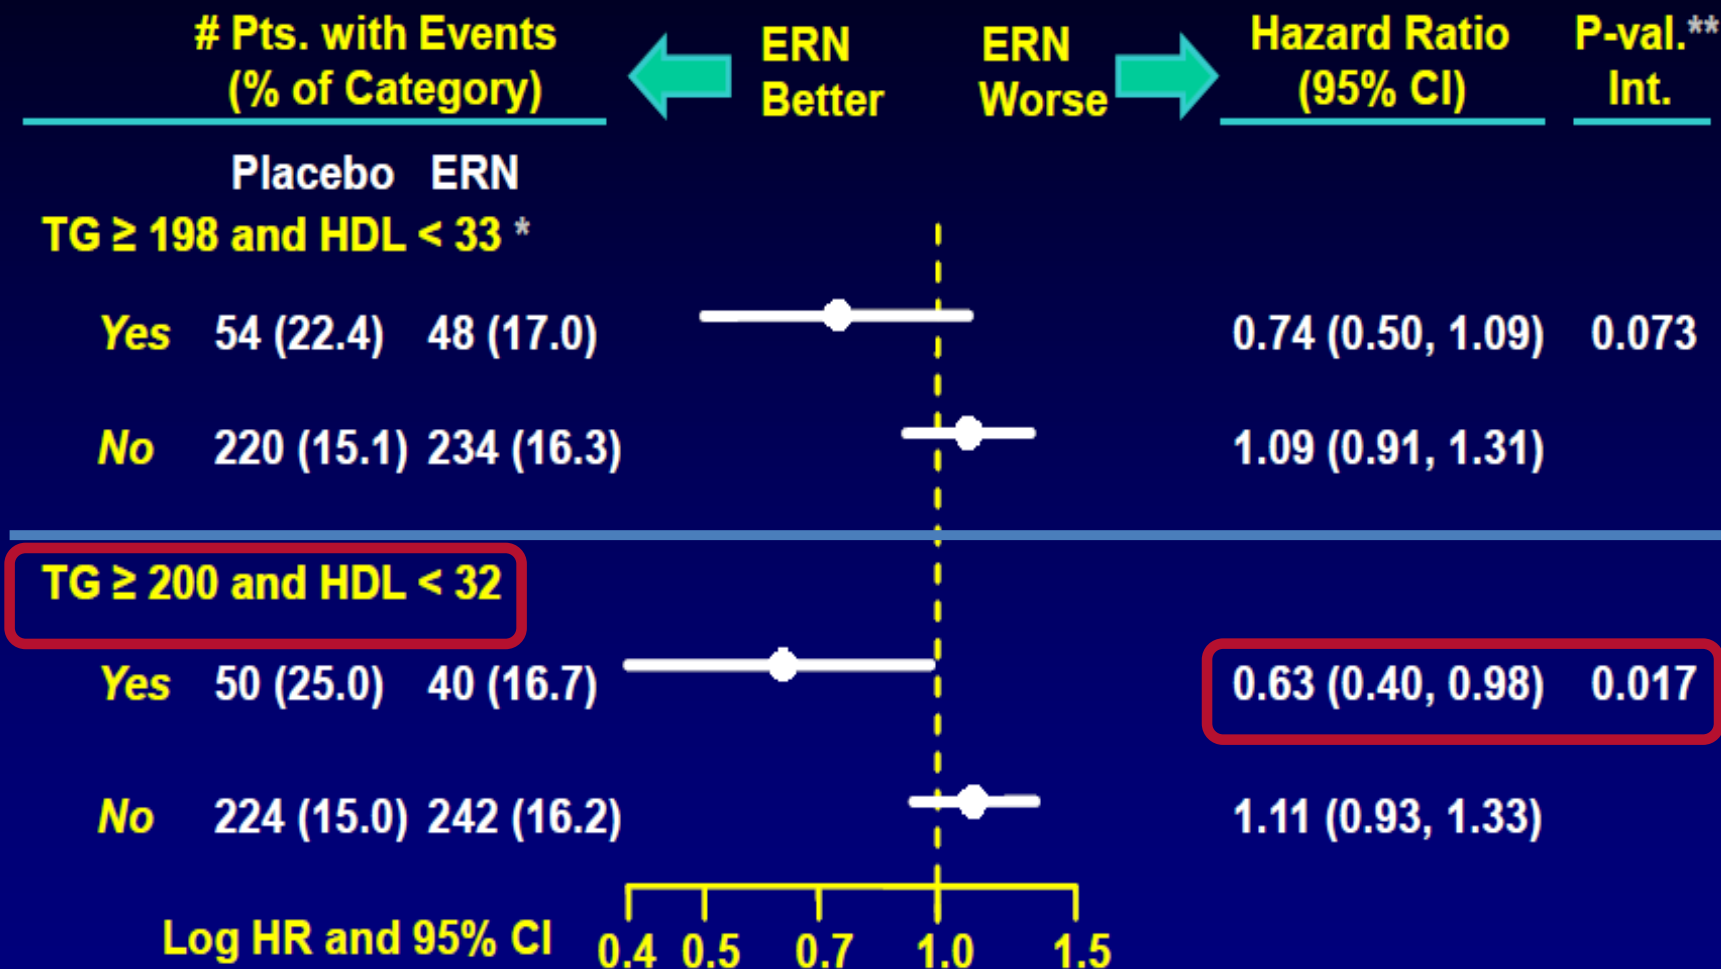 # Pts. with Events ERN ERN Hazard Ratio P-val.**
(% of Category) Better Worse (95% CI) Int.
Placebo ERN
TG ≥ 198 and HDL < 33 *
Yes 54 (22.4) 48 (17.0) 0.74 (0.50, 1.09) 0.073
No 220 (15.1) 234 (16.3) 1.09 (0.91, 1.31)
TG ≥ 200 and HDL < 32
Yes 50 (25.0) 40 (16.7) 0.63 (0.40, 0.98) 0.017
No 224 (15.0) 242 (16.2) 1.11 (0.93, 1.33)
Log HR and 95% CI 0.4 0.5 0.7 1.0 1.5